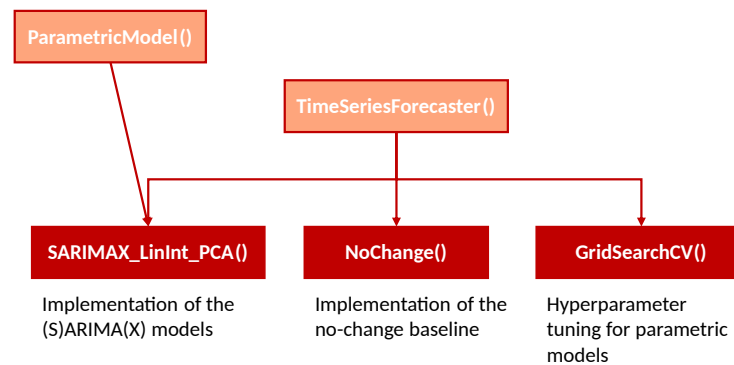 ParametricModel()
TimeSeriesForecaster()
SARIMAX_LinInt_PCA()
NoChange()
GridSearchCV()
Implementation of the
(S)ARIMA(X) models
Implementation of the
no-change baseline
Hyperparameter
tuning for parametric
models